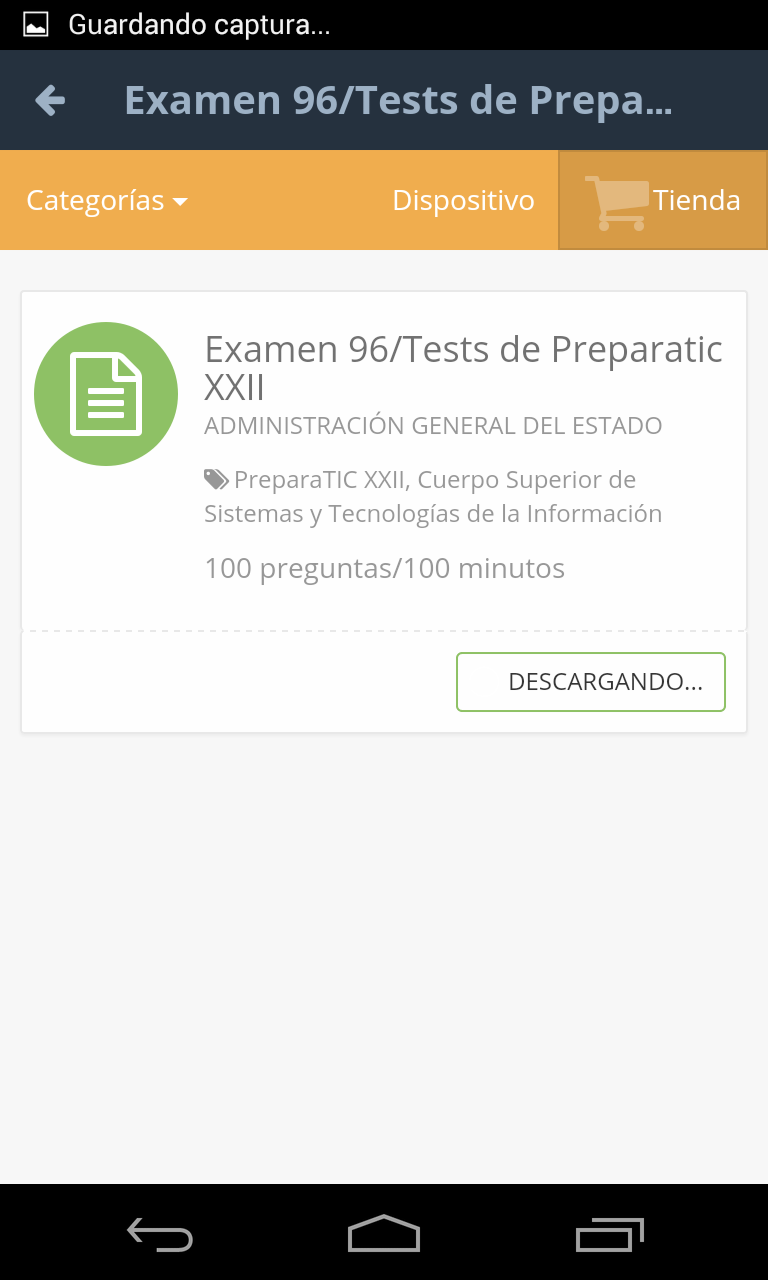 Guardando captura...
Examen 96/Tests de Prepa...
Categorías
Dispositivo
Tienda
Examen 96/Tests de Preparatic
XXII
ADMINISTRACIÓN GENERAL DEL ESTADO
PreparaTIC XXII, Cuerpo Superior de
Sistemas y Tecnologías de la Información
100 preguntas/100 minutos
DESCARGANDO...